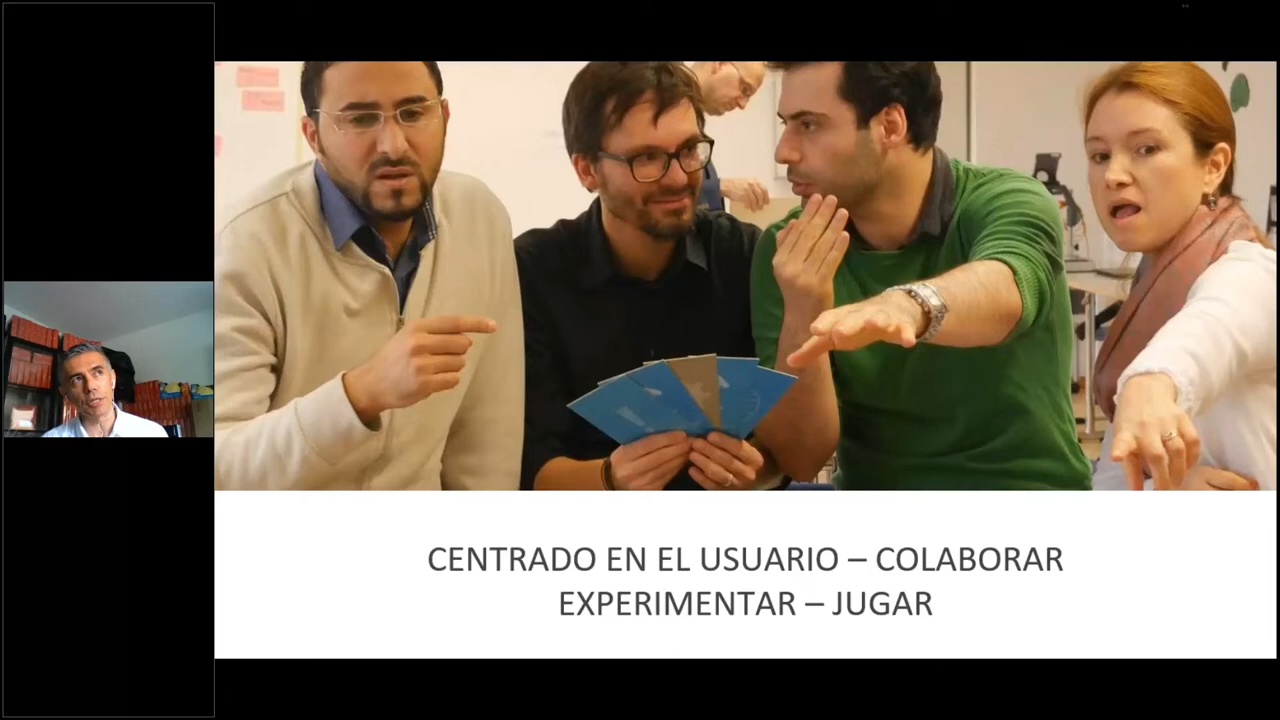 CENTRADO EN EL USUARIO – COLABORAR
EXPERIMENTAR – JUGAR